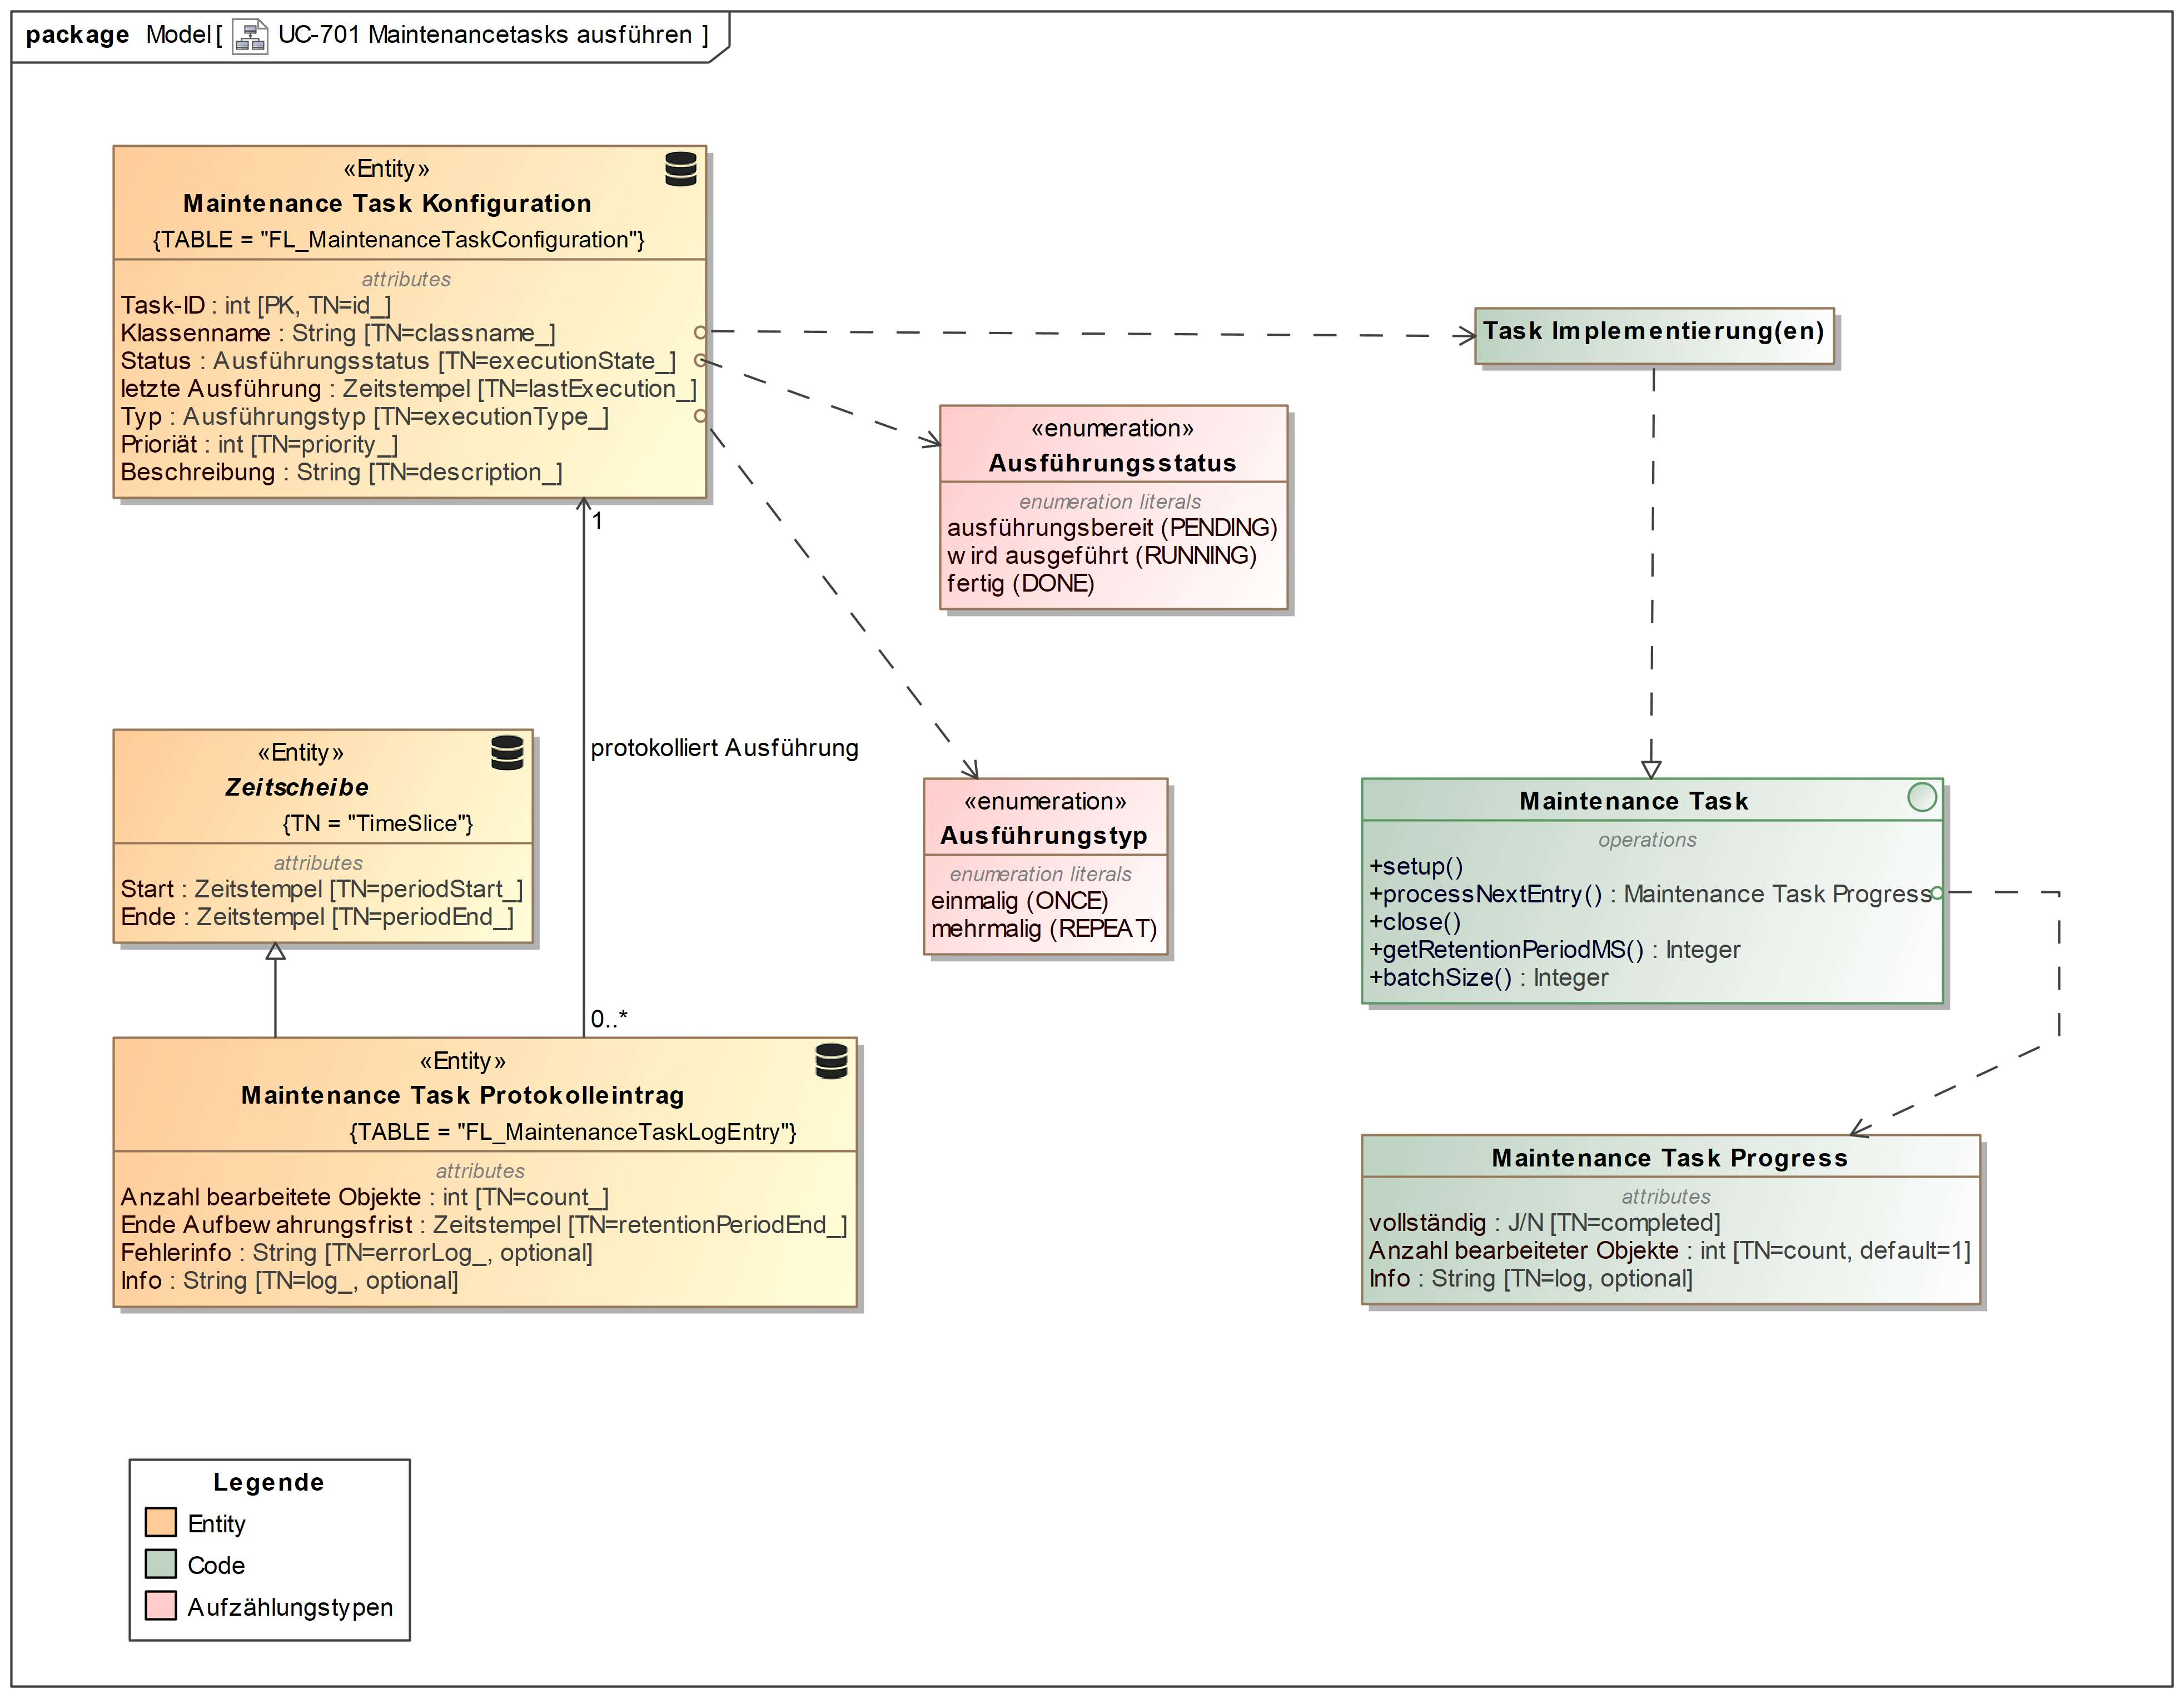 package Model [ UC-701 Maintenancetasks ausführen ]
«Entity»
Maintenance Task Konfiguration
{TABLE = "FL_MaintenanceTaskConfiguration"}
attributes
Task-ID : int [PK, TN=id_]
Klassenname : String [TN=classname_]
Status : Ausführungsstatus [TN=executionState_]
letzte Ausführung : Zeitstempel [TN=lastExecution_]
Typ : Ausführungstyp [TN=executionType_]
Prioriät : int [TN=priority_]
Beschreibung : String [TN=description_]
Task Implementierung(en)
«enumeration»
Ausführungsstatus
enumeration literals
ausführungsbereit (PENDING)
wird ausgeführt (RUNNING)
fertig (DONE)
1
protokolliert Ausführung
0..*
«Entity»
Zeitscheibe
{TN = "TimeSlice"}
attributes
Start : Zeitstempel [TN=periodStart_]
Ende : Zeitstempel [TN=periodEnd_]
«enumeration»
Ausführungstyp
enumeration literals
einmalig (ONCE)
mehrmalig (REPEAT)
Maintenance Task
operations
+setup()
+processNextEntry() : Maintenance Task Progress
+close()
+getRetentionPeriodMS() : Integer
+batchSize() : Integer
«Entity»
Maintenance Task Protokolleintrag
{TABLE = "FL_MaintenanceTaskLogEntry"}
attributes
Anzahl bearbeitete Objekte : int [TN=count_]
Ende Aufbewahrungsfrist : Zeitstempel [TN=retentionPeriodEnd_]
Fehlerinfo : String [TN=errorLog_, optional]
Info : String [TN=log_, optional]
Maintenance Task Progress
attributes
vollständig : J/N [TN=completed]
Anzahl bearbeiteter Objekte : int [TN=count, default=1]
Info : String [TN=log, optional]
Legende
Entity
Code
Aufzählungstypen